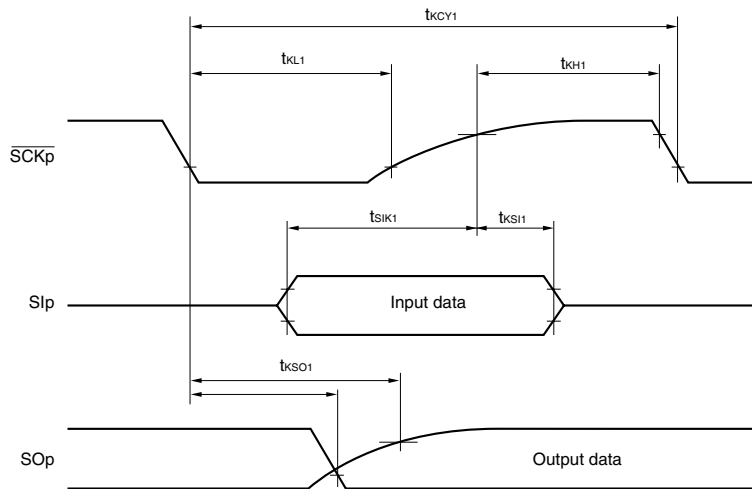 tKCY1
tKL1
tKH1
SCKp
tSIK1
tKSI1
SIp
Input data
tKSO1
SOp
Output data